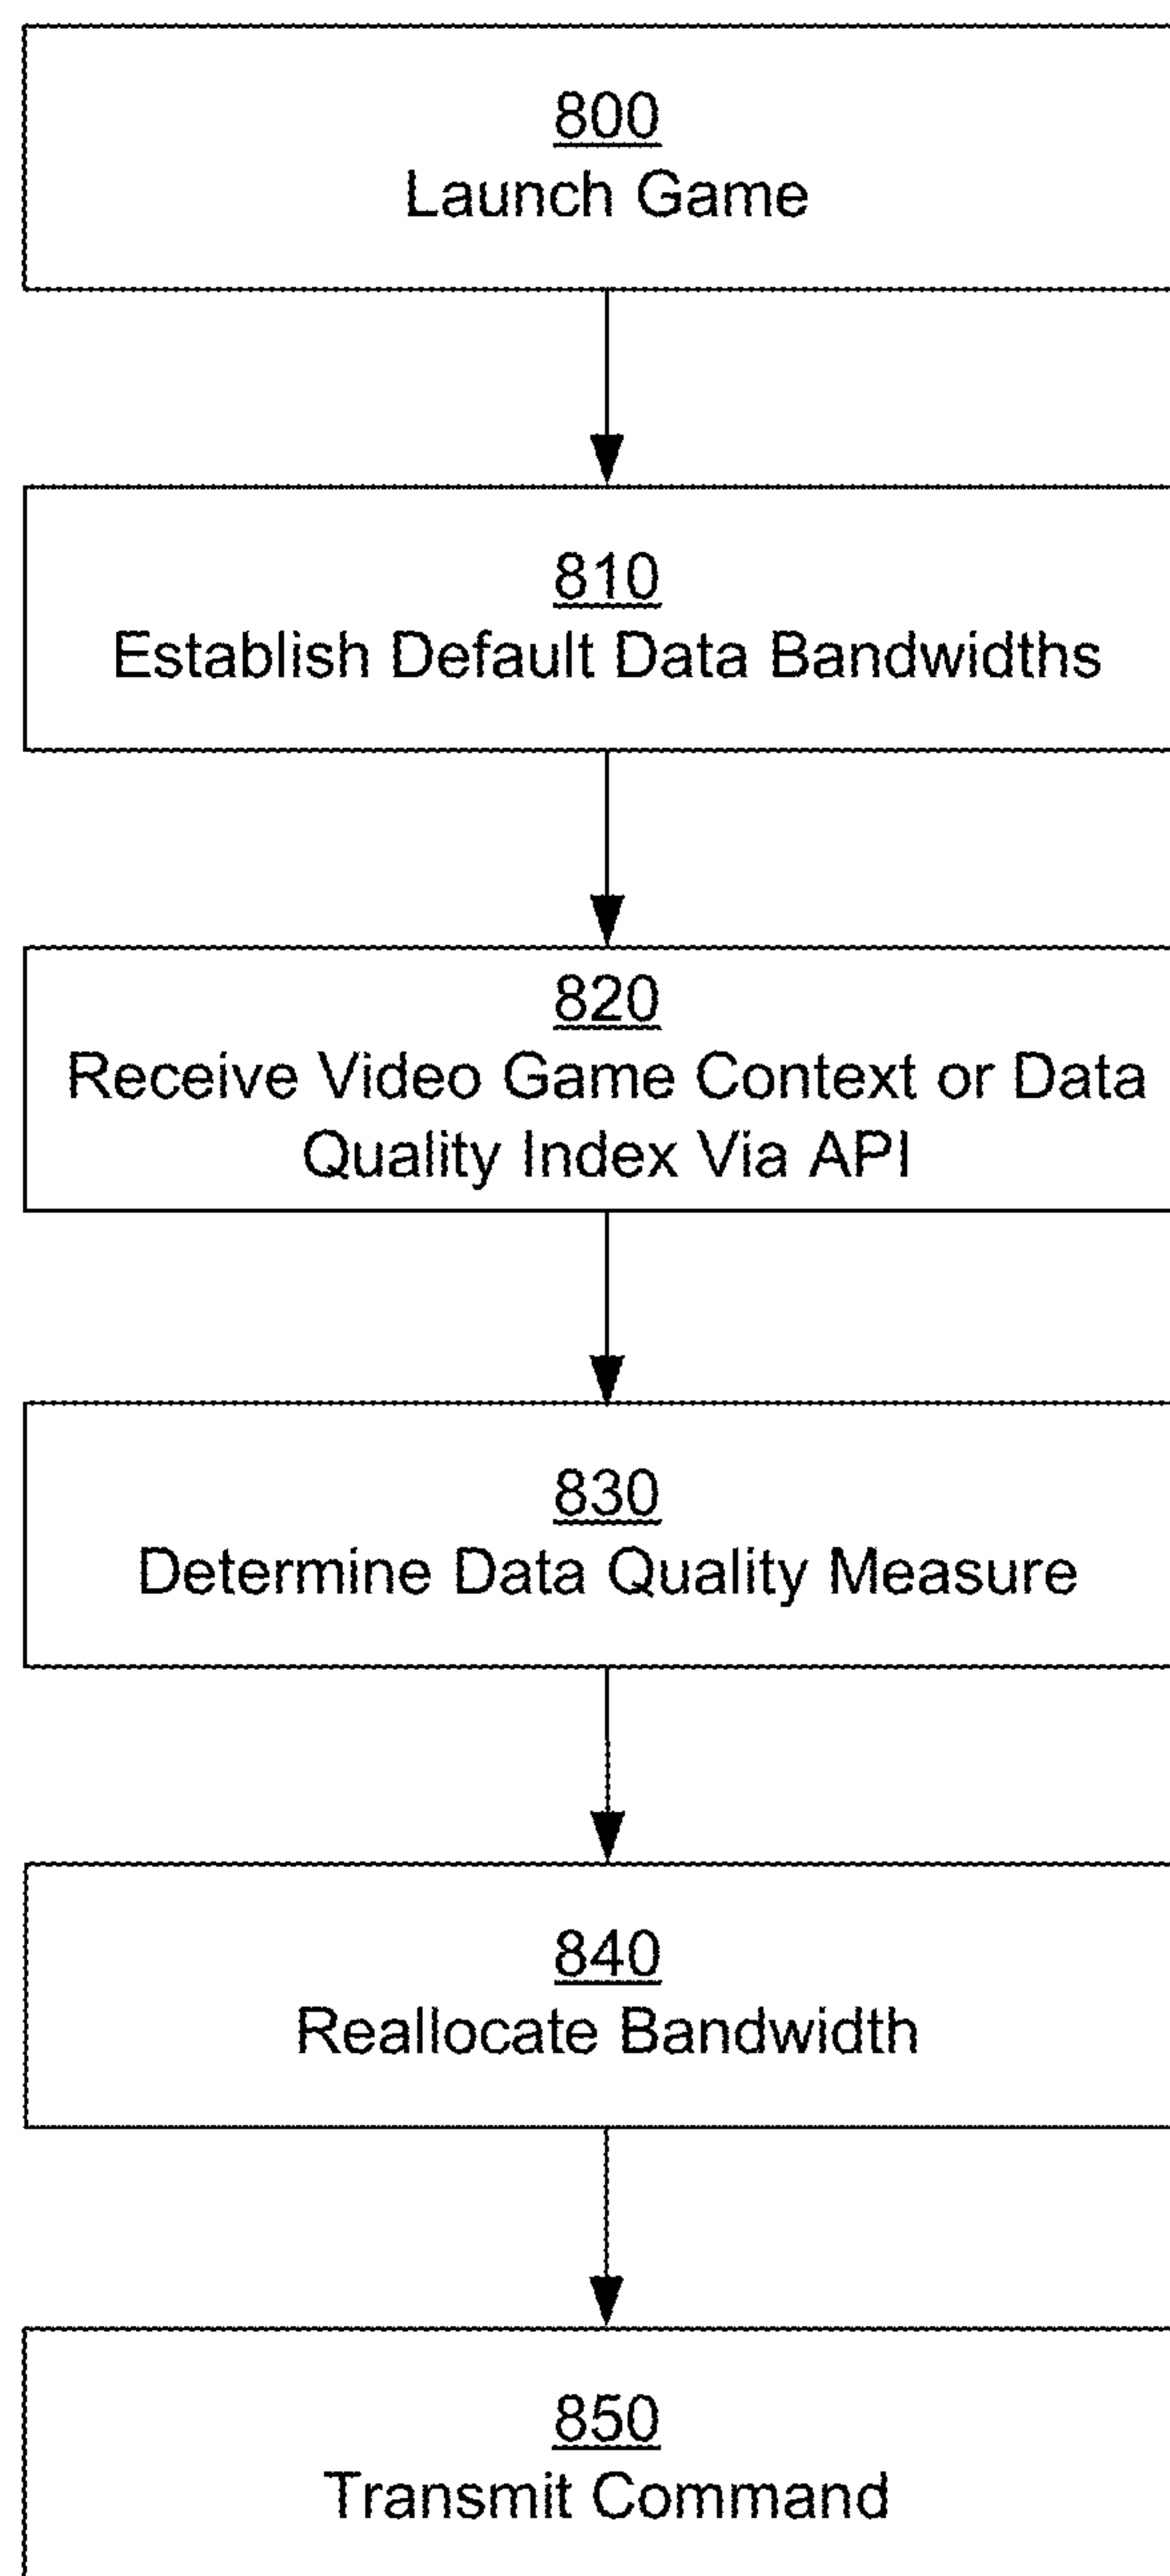 800
Launch Game
810
Establish Default Data Bandwidths
820
Receive Video Game Context or Data
Quality Index Via API
830
Determine Data Quality Measure
840
Reallocate Bandwidth
850
Transmit Command